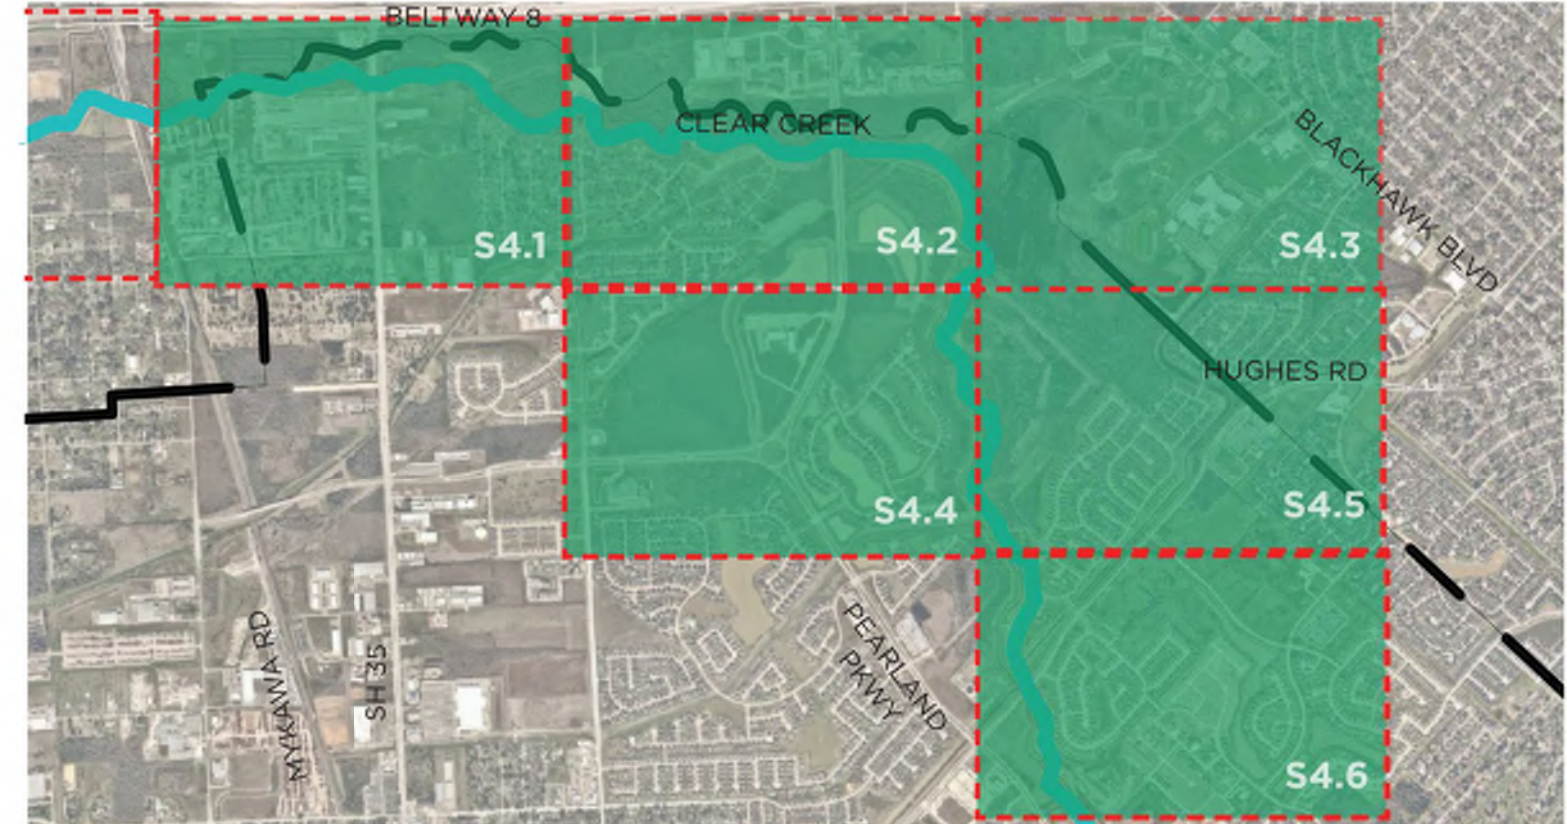 BELTWAY 8
CLEAR CREEK
BLACKHAWK BLVD
S4.1
S4.2
S4.3
HUGHES RD
S4.4
S4.5
MYKAWA RD
SH 35
PEARLAND
PKWY
S4.6